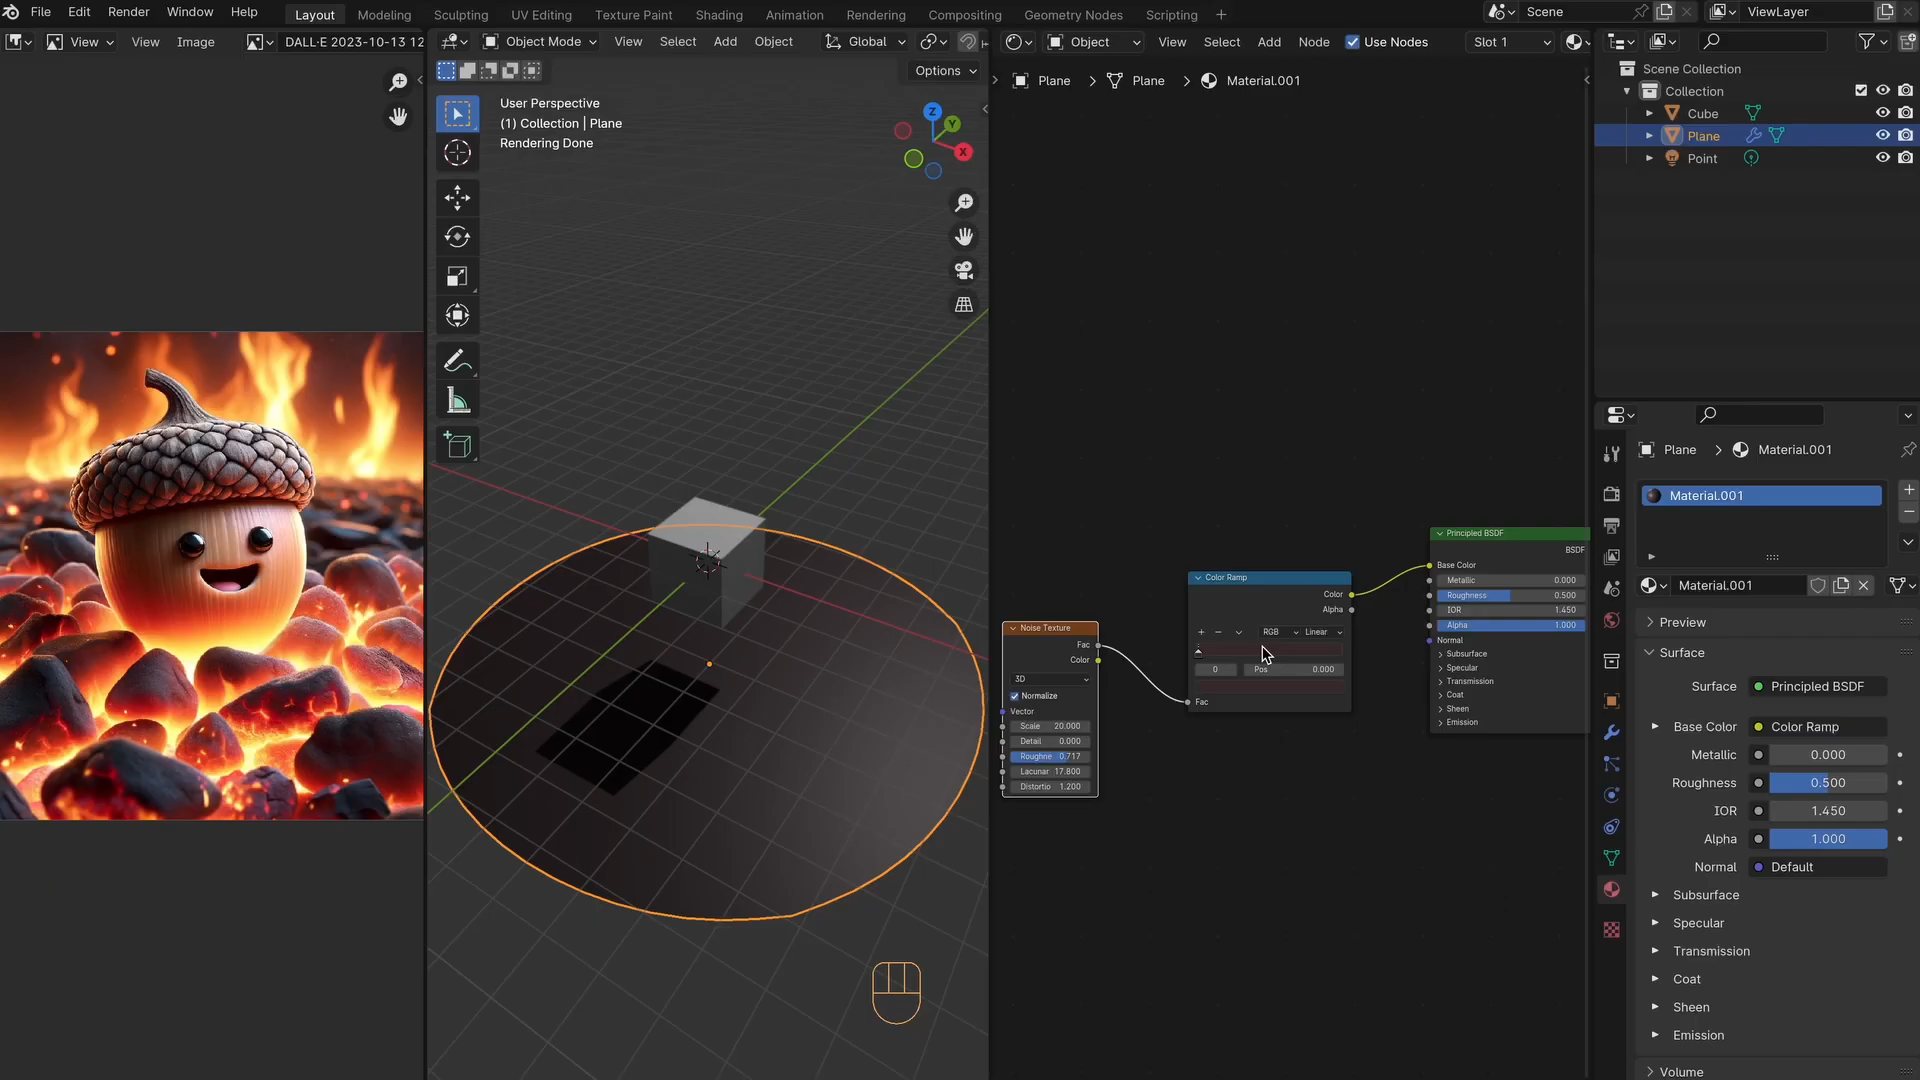 File Edit Render Window Help
Layout Modeling Sculpting UV Editing Texture Paint Shading Animation Rendering Compositing Geometry Nodes Scripting +
Scene
ViewLayer
View View Image DALL·E 2023-10-13 12
Object Mode View Select Add Object Global
Object View Select Add Node Use Nodes Slot 1
Options
User Perspective
(1) Collection | Plane
Rendering Done
Z
Y
X
Plane > Plane > Material.001
Scene Collection
Collection
Cube
Plane
Point
Noise Texture
Fac
Color
3D
Normalize
Vector
Scale 20.000
Detail 0.000
Roughne 0.717
Lacunar 17.800
Distortio 1.200
Color Ramp
Color
Alpha
+ − RGB Linear
0 Pos 0.000
Fac
Principled BSDF
BSDF
Base Color
Metallic 0.000
Roughness 0.500
IOR 1.450
Alpha 1.000
Normal
Subsurface
Specular
Transmission
Coat
Sheen
Emission
Plane > Material.001
Material.001
Material.001
Preview
Surface
Surface Principled BSDF
Base Color Color Ramp
Metallic 0.000
Roughness 0.500
IOR 1.450
Alpha 1.000
Normal Default
Subsurface
Specular
Transmission
Coat
Sheen
Emission
Volume